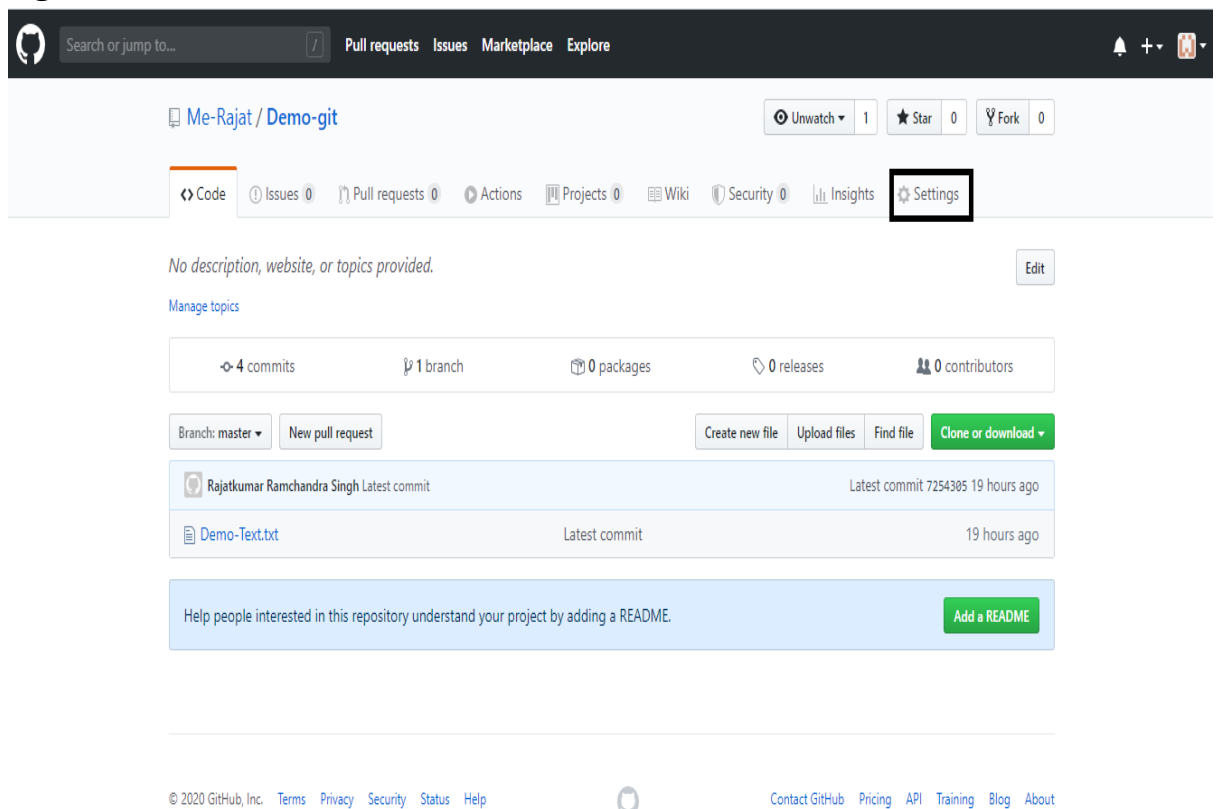 Search or jump to... / Pull requests Issues Marketplace Explore
Me-Rajat / Demo-git Unwatch 1 Star 0 Fork 0
Code Issues 0 Pull requests 0 Actions Projects 0 Wiki Security 0 Insights Settings
No description, website, or topics provided. Edit
Manage topics
4 commits 1 branch 0 packages 0 releases 0 contributors
Branch: master New pull request Create new file Upload files Find file Clone or download
Rajatkumar Ramchandra Singh Latest commit Latest commit 7254305 19 hours ago
Demo-Text.txt Latest commit 19 hours ago
Help people interested in this repository understand your project by adding a README. Add a README
© 2020 GitHub, Inc. Terms Privacy Security Status Help Contact GitHub Pricing API Training Blog About